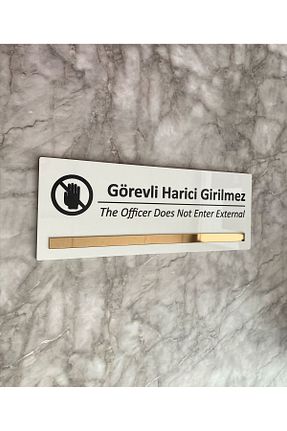 Görevli Harici Girilmez
The Officer Does Not Enter External